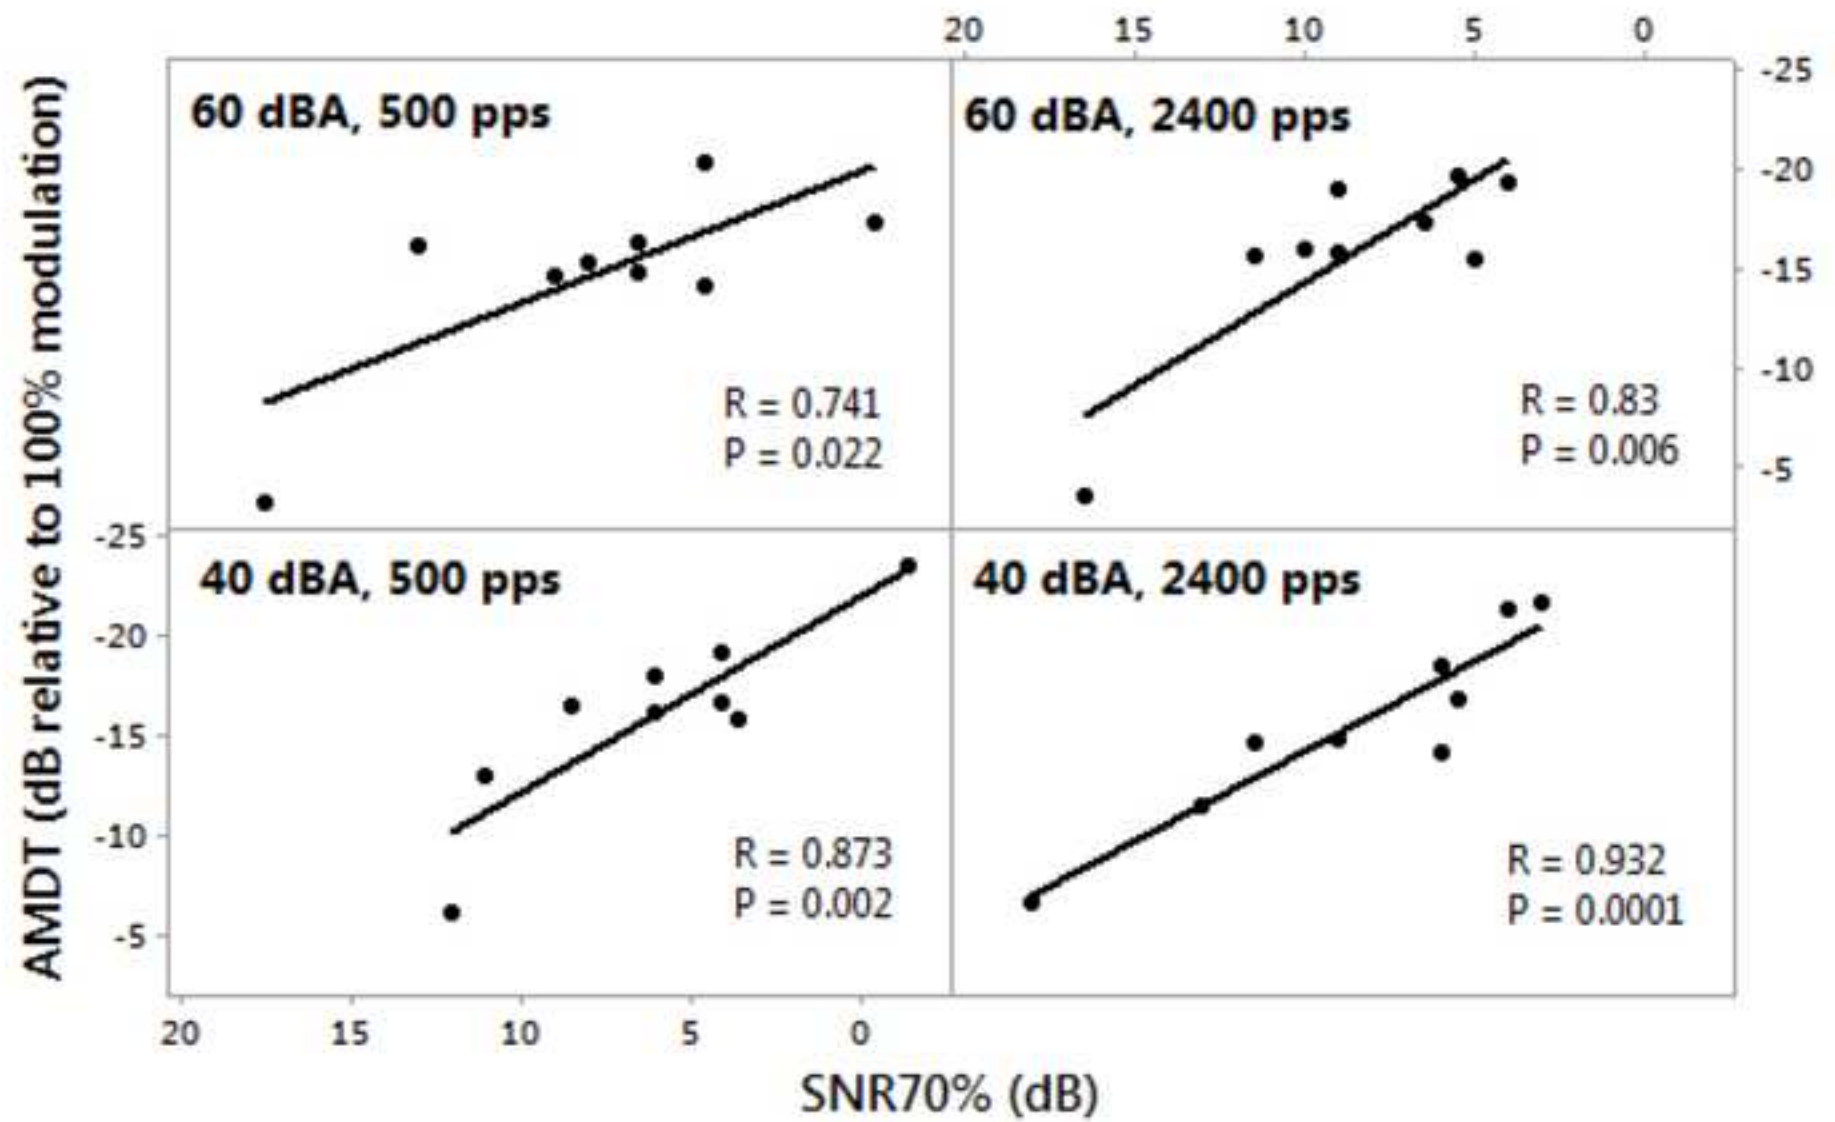 20 15 10 5 0
60 dBA, 500 pps
60 dBA, 2400 pps
-25
-20
-15
-10
-5
R = 0.741
P = 0.022
R = 0.83
P = 0.006
AMDT (dB relative to 100% modulation)
40 dBA, 500 pps
40 dBA, 2400 pps
-25
-20
-15
-10
-5
R = 0.873
P = 0.002
R = 0.932
P = 0.0001
20 15 10 5 0
SNR70% (dB)